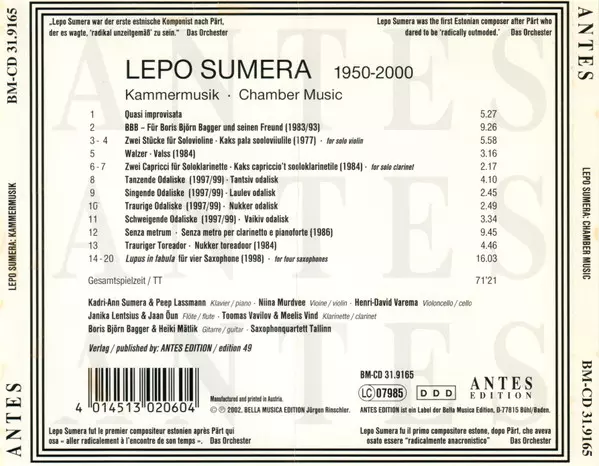 „Lepo Sumera war der erste estnische Komponist nach Pärt,
der es wagte, 'radikal unzeitgemäß' zu sein.“ Das Orchester
Lepo Sumera was the first Estonian composer after Pärt who
dared to be 'radically outmoded.' Das Orchester
BM-CD 31.9165
LEPO SUMERA: KAMMERMUSIK
ANTES
ANTES
LEPO SUMERA: CHAMBER MUSIC
BM-CD 31.9165
ANTES
ANTES
ANTES
LEPO SUMERA 1950-2000
Kammermusik · Chamber Music
1 Quasi improvisata 5.27
2 BBB – Für Boris Björn Bagger und seinen Freund (1983/93) 9.26
3 - 4 Zwei Stücke für Solovioline · Kaks pala sooloviiulile (1977) · for solo violin 5.58
5 Walzer · Valss (1984) 3.16
6 - 7 Zwei Capricci für Soloklarinette · Kaks capriccio't sooloklarinetile (1984) · for solo clarinet 2.17
8 Tanzende Odaliske (1997/99) · Tantsiv odalisk 4.10
9 Singende Odaliske (1997/99) · Laulev odalisk 2.45
10 Traurige Odaliske (1997/99) · Nukker odalisk 2.49
11 Schweigende Odaliske (1997/99) · Vaikiv odalisk 3.34
12 Senza metrum · Senza metro per clarinetto e pianoforte (1986) 9.45
13 Trauriger Toreador · Nukker toreadoor (1984) 4.46
14 - 20 Lupus in fabula für vier Saxophone (1998) · for four saxophones 16.03
Gesamtspielzeit / TT 71'21
Kadri-Ann Sumera & Peep Lassmann Klavier / piano · Niina Murdvee Violine / violin · Henri-David Varema Violoncello / cello
Janika Lentsius & Jaan Õun Flöte / flute · Toomas Vavilov & Meelis Vind Klarinette / clarinet
Boris Björn Bagger & Heiki Mätlik Gitarre / guitar · Saxophonquartett Tallinn
Verlag / published by: ANTES EDITION / edition 49
4 014513 020604
Manufactured and printed in Austria.
℗ © 2002, BELLA MUSICA EDITION Jürgen Rinschler.
BM-CD 31.9165
LC 07985
D D D
ANTES
EDITION
ANTES EDITION ist ein Label der Bella Musica Edition, D-77815 Bühl/Baden.
Lepo Sumera fut le premier compositeur estonien après Pärt qui
osa « aller radicalement à l'encontre de son temps ». Das Orchester
Lepo Sumera fu il primo compositore estone, dopo Pärt, che aveva
osato essere "radicalmente anacronistico" Das Orchester